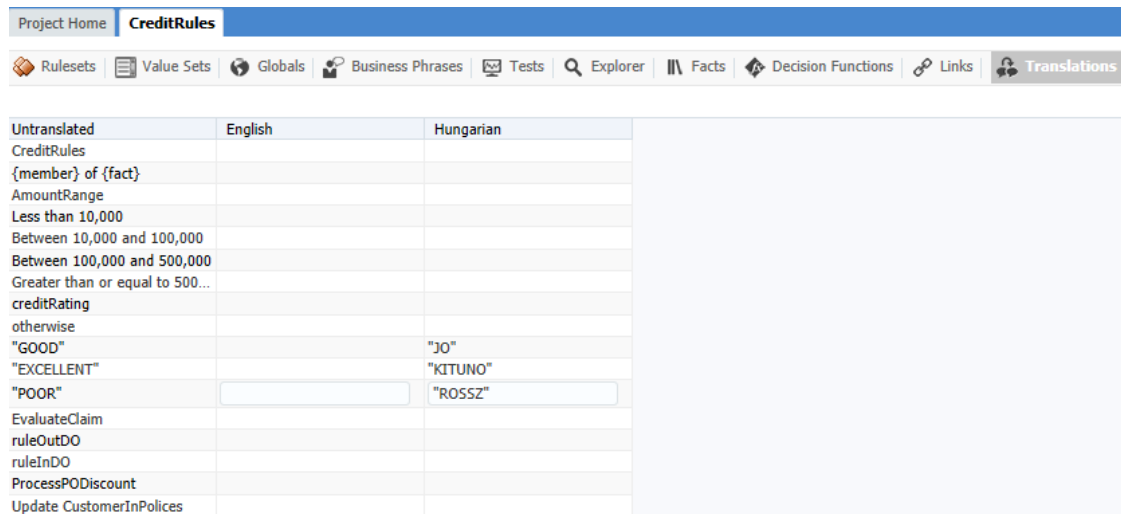 Project Home CreditRules
Rulesets Value Sets Globals Business Phrases Tests Explorer Facts Decision Functions Links Translations
Untranslated English Hungarian
CreditRules
{member} of {fact}
AmountRange
Less than 10,000
Between 10,000 and 100,000
Between 100,000 and 500,000
Greater than or equal to 500...
creditRating
otherwise
"GOOD" "JO"
"EXCELLENT" "KITUNO"
"POOR" "ROSSZ"
EvaluateClaim
ruleOutDO
ruleInDO
ProcessPODiscount
Update CustomerInPolices